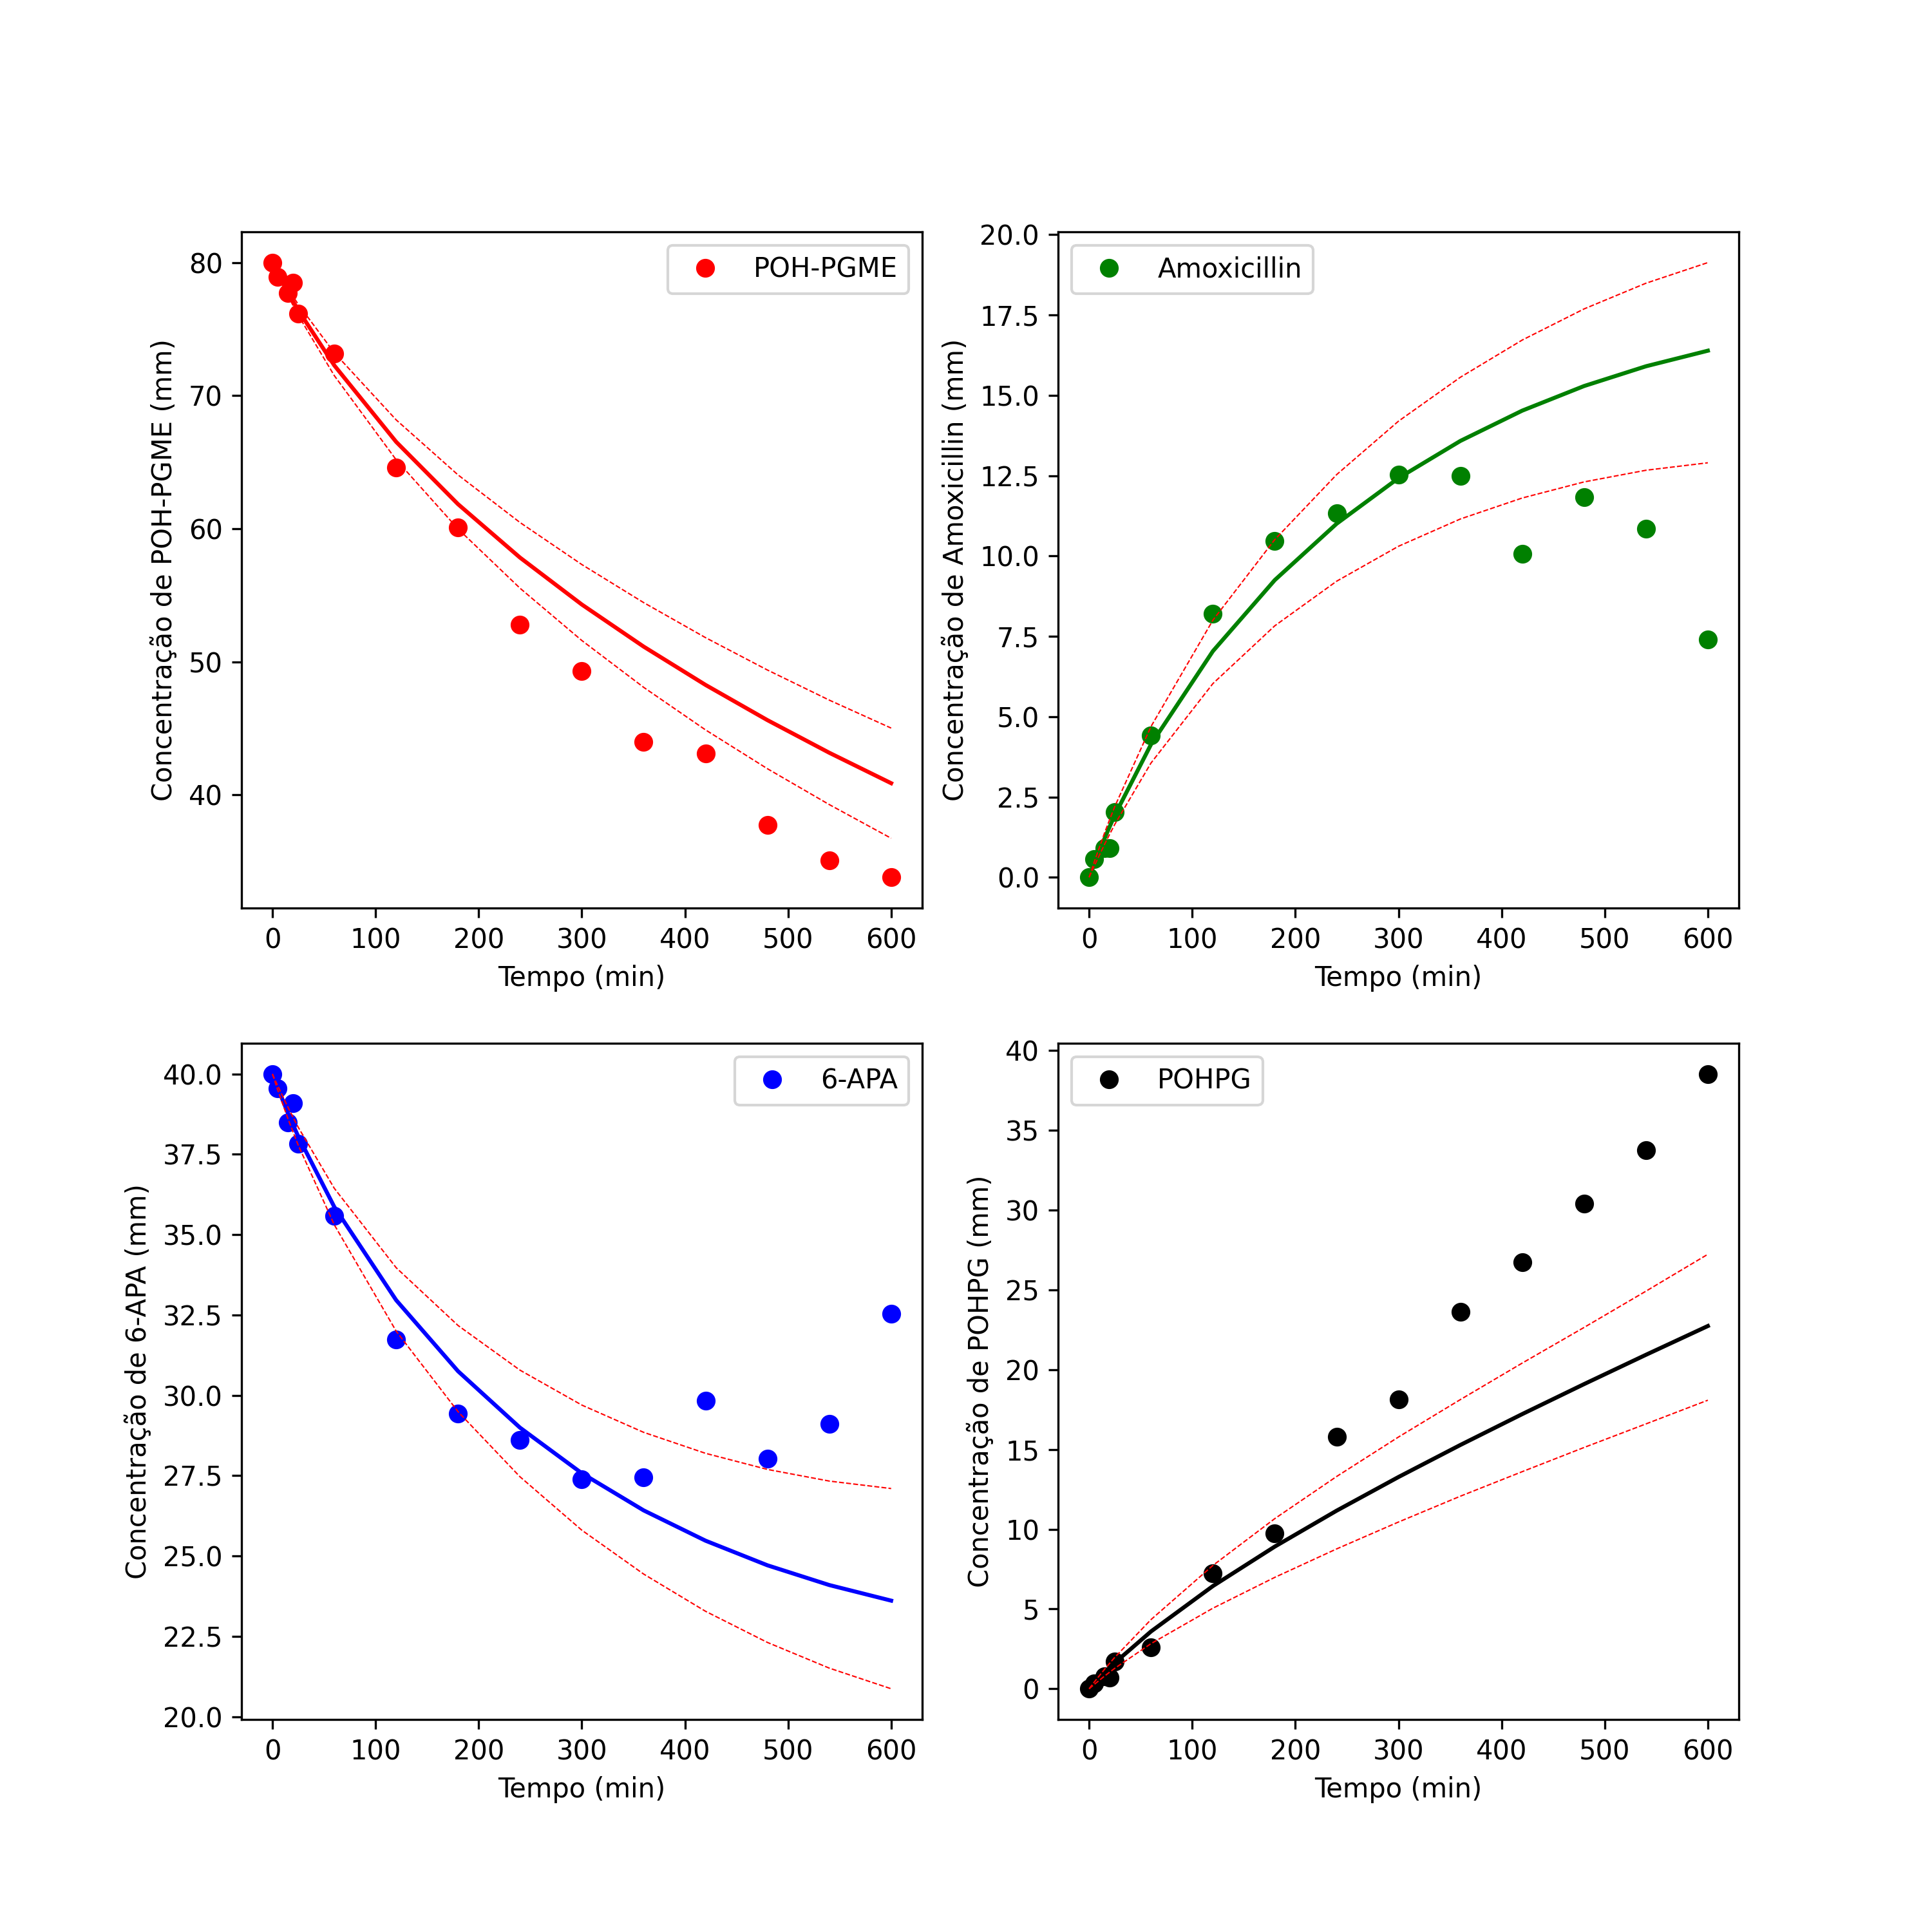 POH-PGME
80
70
60
50
40
Concentração de POH-PGME (mm)
0 100 200 300 400 500 600
Tempo (min)
Amoxicillin
20.0
17.5
15.0
12.5
10.0
7.5
5.0
2.5
0.0
Concentração de Amoxicillin (mm)
0 100 200 300 400 500 600
Tempo (min)
6-APA
40.0
37.5
35.0
32.5
30.0
27.5
25.0
22.5
20.0
Concentração de 6-APA (mm)
0 100 200 300 400 500 600
Tempo (min)
POHPG
40
35
30
25
20
15
10
5
0
Concentração de POHPG (mm)
0 100 200 300 400 500 600
Tempo (min)